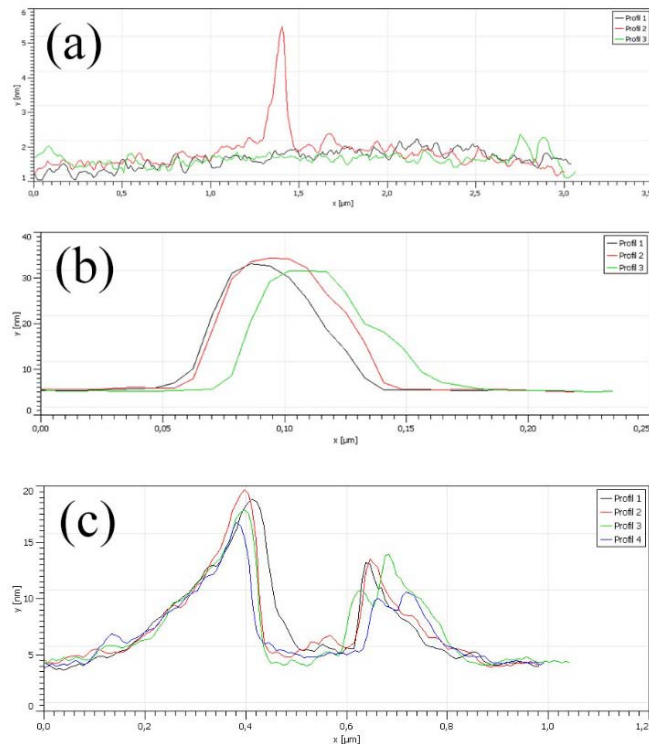 (a)
Profil 1
Profil 2
Profil 3
y [nm]
6
5
4
3
2
1
0,0 0,5 1,0 1,5 2,0 2,5 3,0 3,5
x [µm]
(b)
Profil 1
Profil 2
Profil 3
y [nm]
40
30
20
10
0
0,00 0,05 0,10 0,15 0,20 0,25
x [µm]
(c)
Profil 1
Profil 2
Profil 3
Profil 4
y [nm]
20
15
10
5
0
0,0 0,2 0,4 0,6 0,8 1,0 1,2
x [µm]